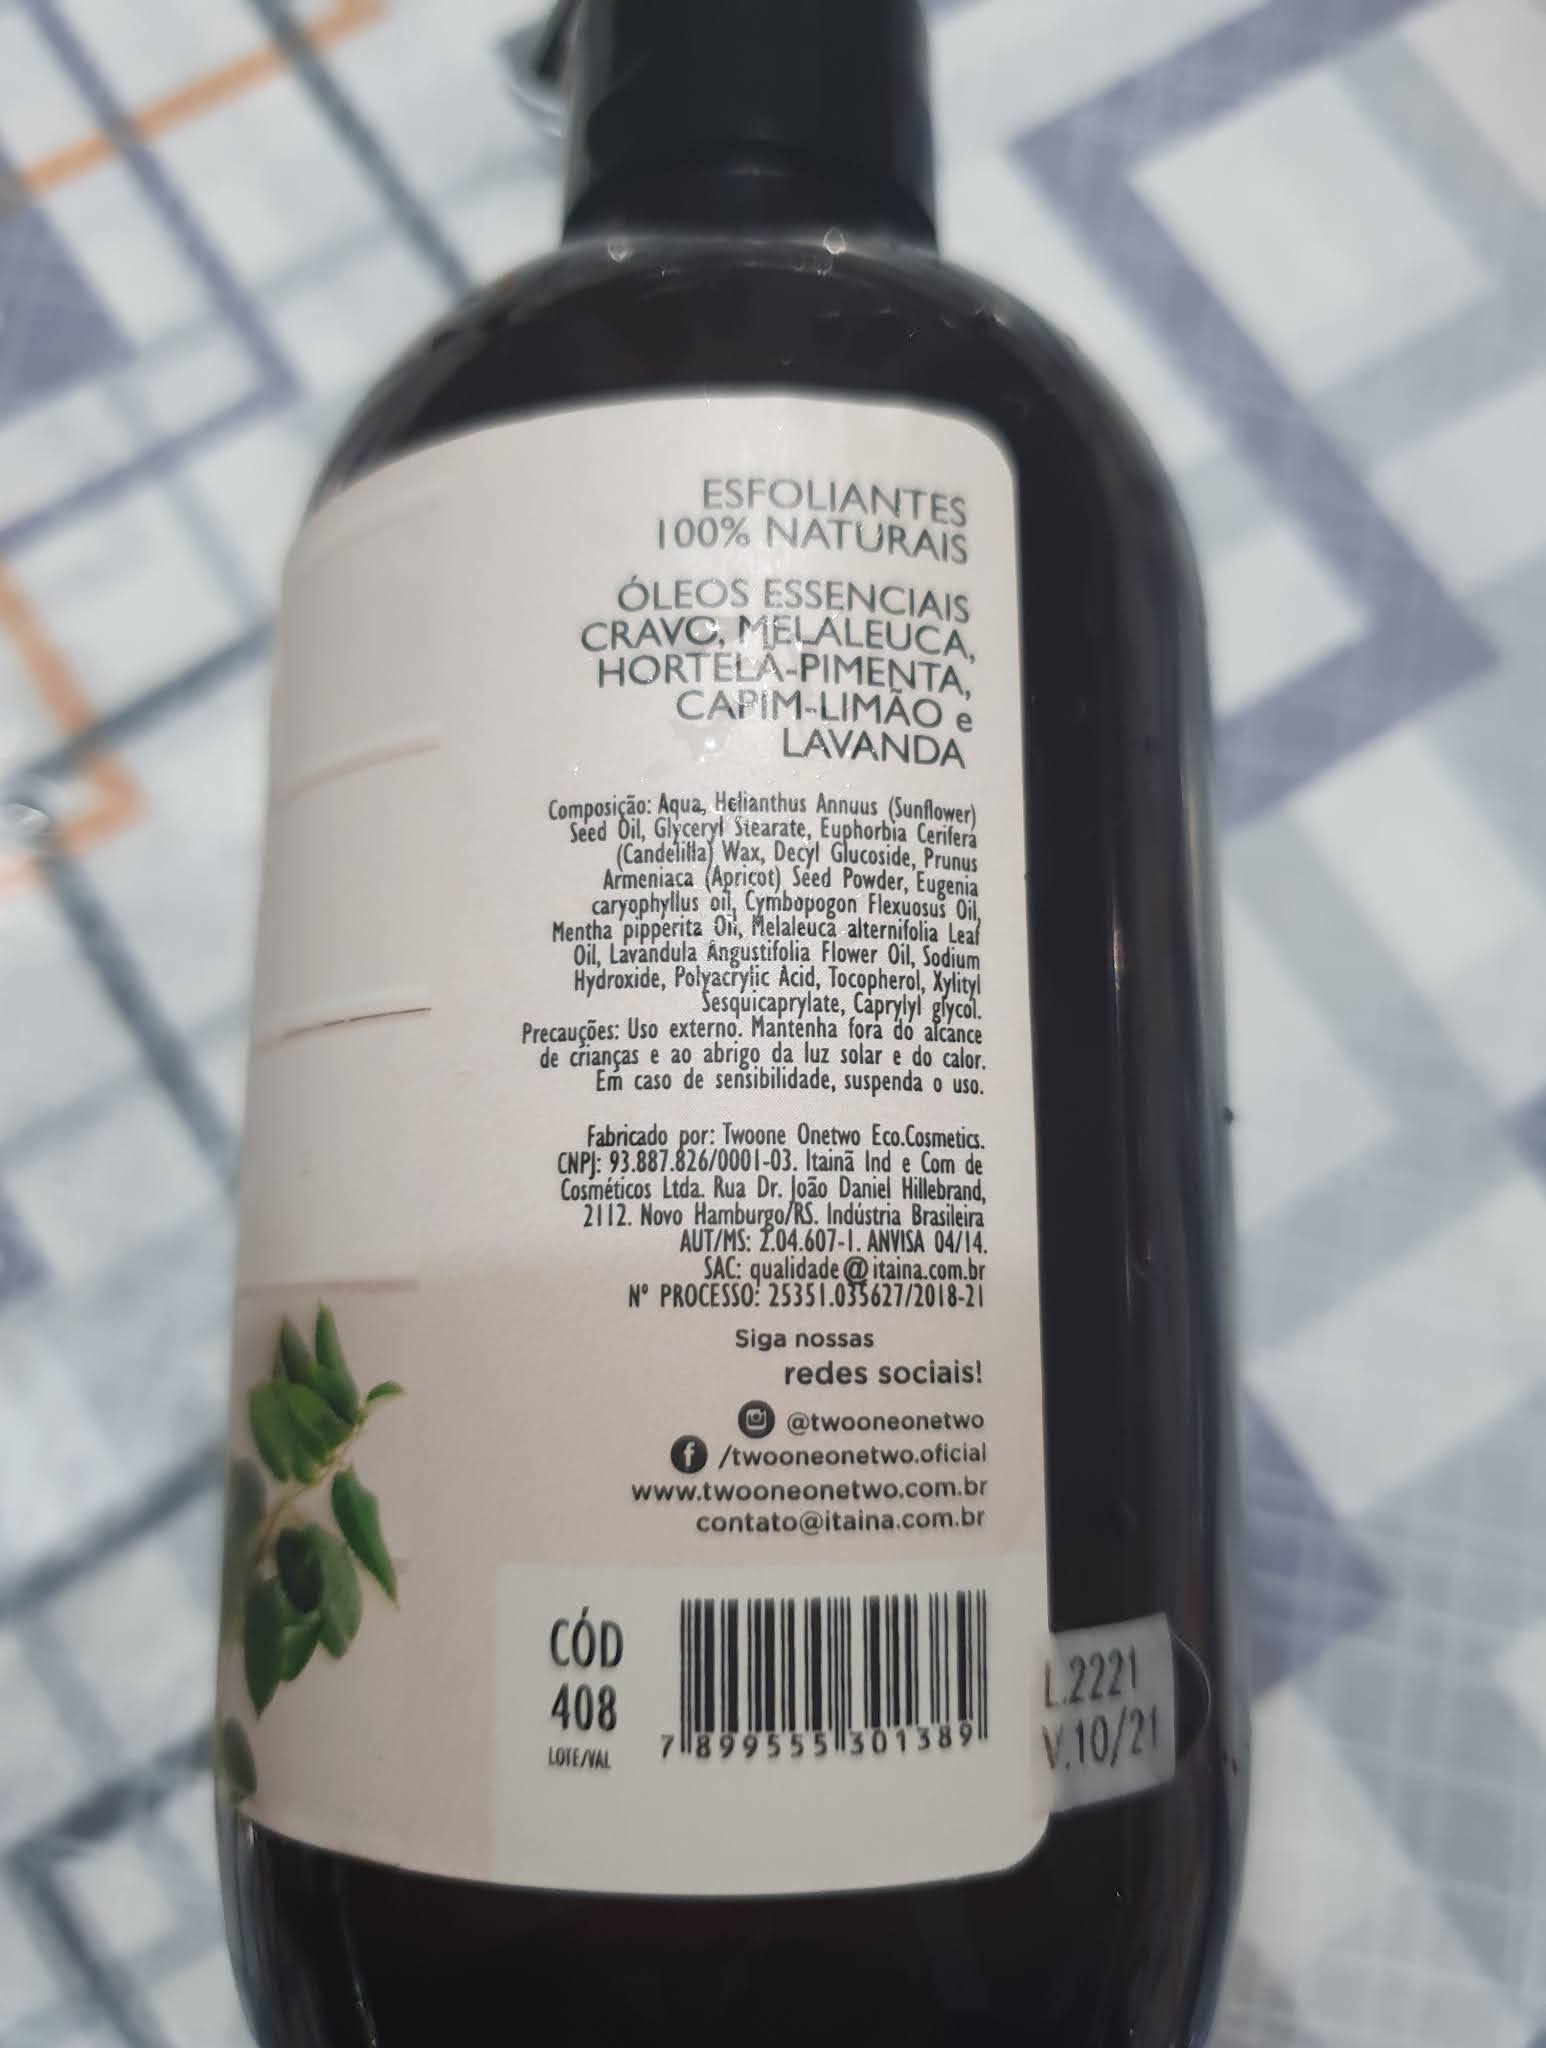 ESFOLIANTES
100% NATURAIS
ÓLEOS ESSENCIAIS
CRAVO, MELALEUCA,
HORTELÃ-PIMENTA,
CAPIM-LIMÃO e
LAVANDA
Composição: Aqua, Helianthus Annuus (Sunflower)
Seed Oil, Glyceryl Stearate, Euphorbia Cerifera
(Candelilla) Wax, Decyl Glucoside, Prunus
Armeniaca (Apricot) Seed Powder, Eugenia
caryophyllus oil, Cymbopogon Flexuosus Oil,
Mentha pipperita Oil, Melaleuca alternifolia Leaf
Oil, Lavandula Angustifolia Flower Oil, Sodium
Hydroxide, Polyacrylic Acid, Tocopherol, Xylityl
Sesquicaprylate, Caprylyl glycol.
Precauções: Uso externo. Mantenha fora do alcance
de crianças e ao abrigo da luz solar e do calor.
Em caso de sensibilidade, suspenda o uso.
Fabricado por: Twoone Onetwo Eco.Cosmetics.
CNPJ: 93.887.826/0001-03. Itainã Ind e Com de
Cosméticos Ltda. Rua Dr. João Daniel Hillebrand,
2112. Novo Hamburgo/RS. Indústria Brasileira
AUT/MS: 2.04.607-1. ANVISA 04/14.
SAC: qualidade@itaina.com.br
Nº PROCESSO: 25351.035627/2018-21
Siga nossas
redes sociais!
@twooneonetwo
/twooneonetwo.oficial
www.twooneonetwo.com.br
contato@itaina.com.br
CÓD
408
LOTE/VAL
7 899555 301389
L.2221
V.10/21